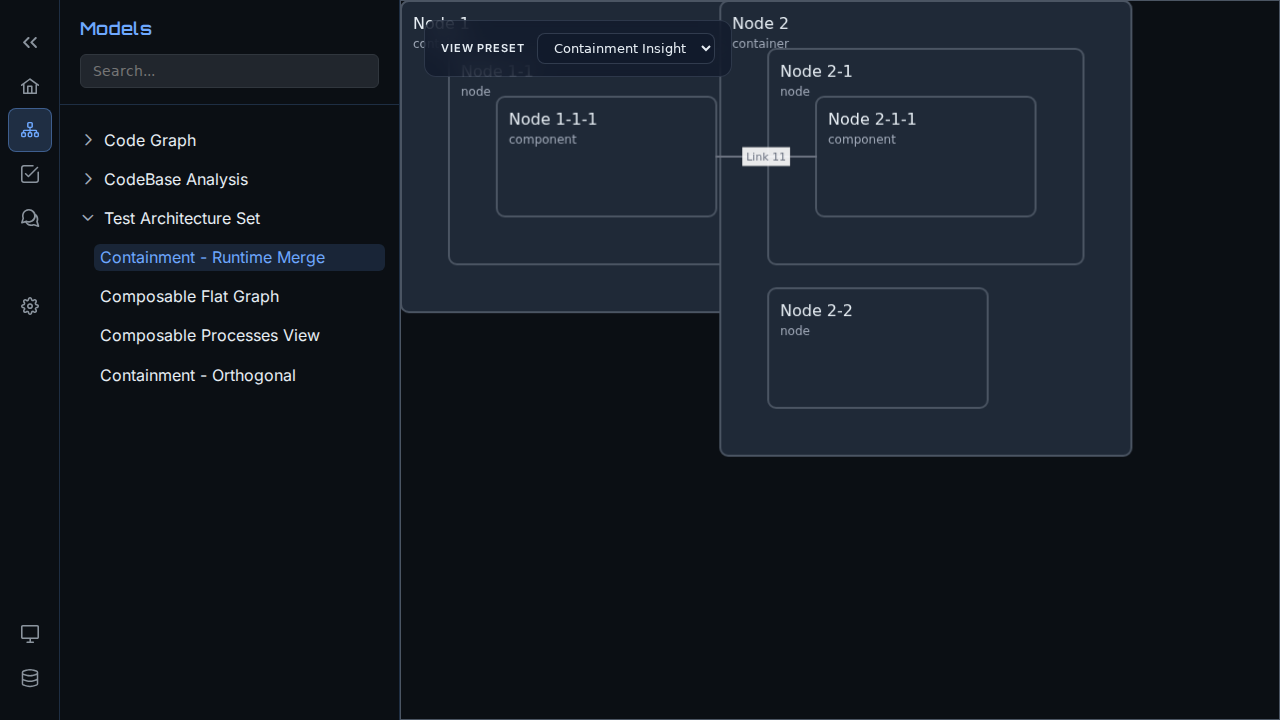 Models
Search...
Code Graph
CodeBase Analysis
Test Architecture Set
Containment - Runtime Merge
Composable Flat Graph
Composable Processes View
Containment - Orthogonal
Node 1
VIEW PRESET
Containment Insight
Node 1-1
node
Node 1-1-1
component
Link 11
Node 2
container
Node 2-1
node
Node 2-1-1
component
Node 2-2
node